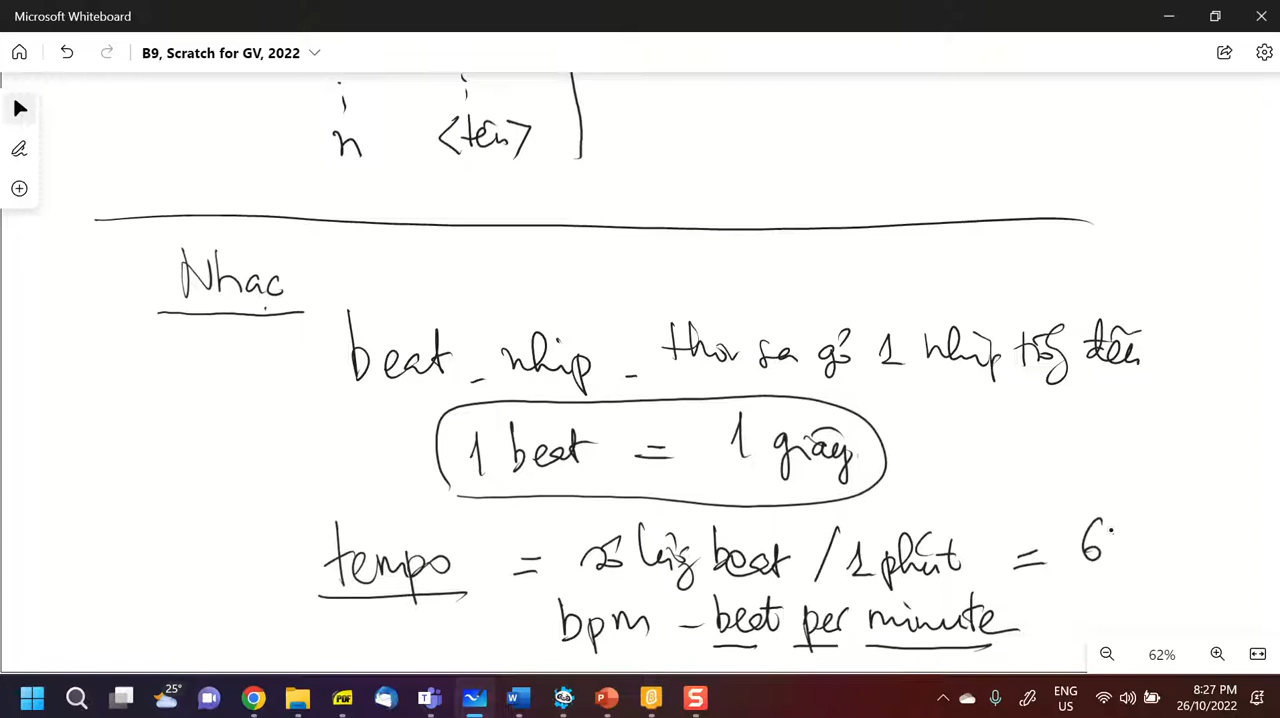 Microsoft Whiteboard
B9, Scratch for GV, 2022
n <tên>
Nhạc
beat - nhịp - thời gian gõ 1 nhịp trống đến
1 beat = 1 giây
tempo = số lượng beat / 1 phút = 6
bpm - beat per minute
62%
25°
ENG
US
8:27 PM
26/10/2022